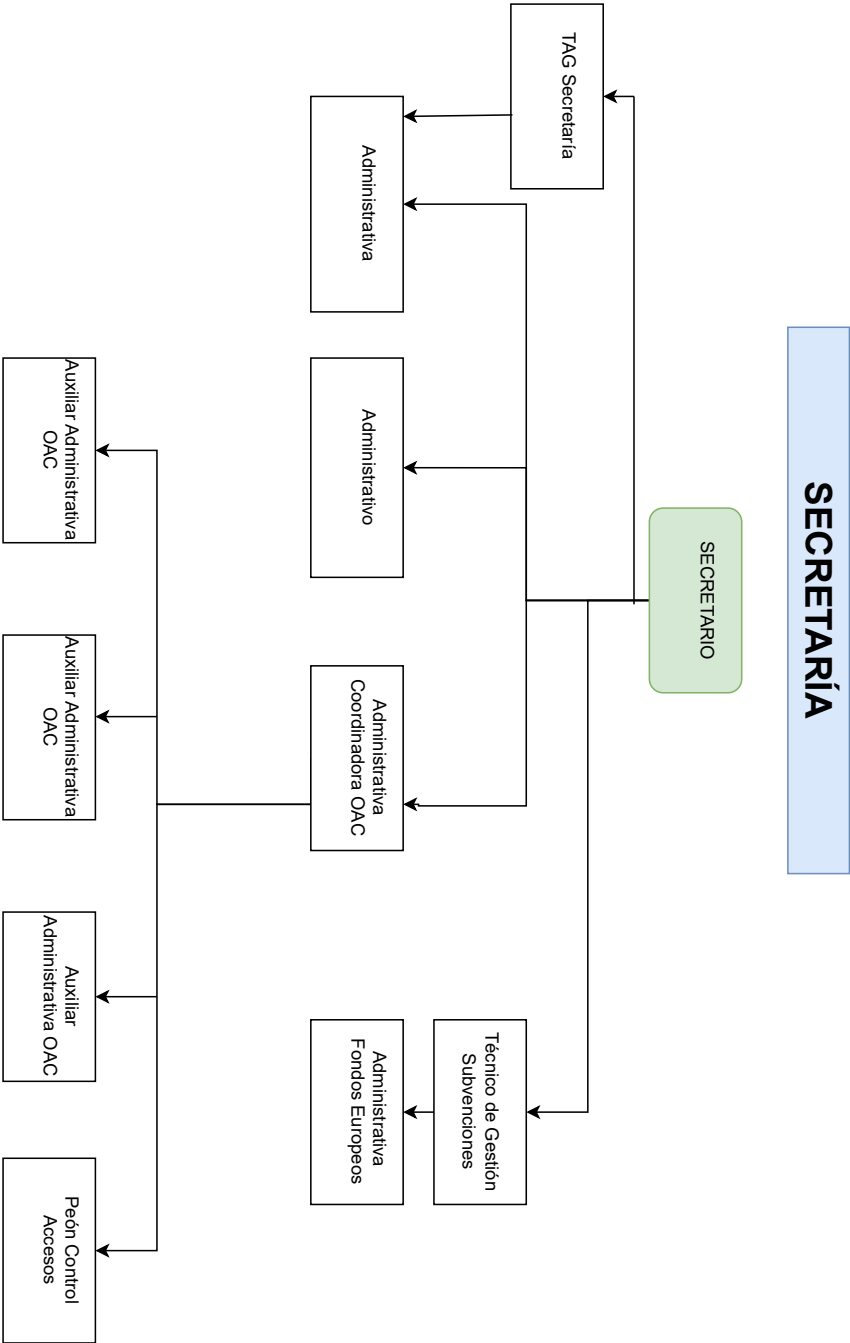 SECRETARÍA
SECRETARIO
TAG Secretaría
Técnico de Gestión
Subvenciones
Administrativa
Administrativo
Administrativa
Coordinadora OAC
Administrativa
Fondos Europeos
Auxiliar Administrativa
OAC
Auxiliar Administrativa
OAC
Auxiliar
Administrativa OAC
Peón Control
Accesos